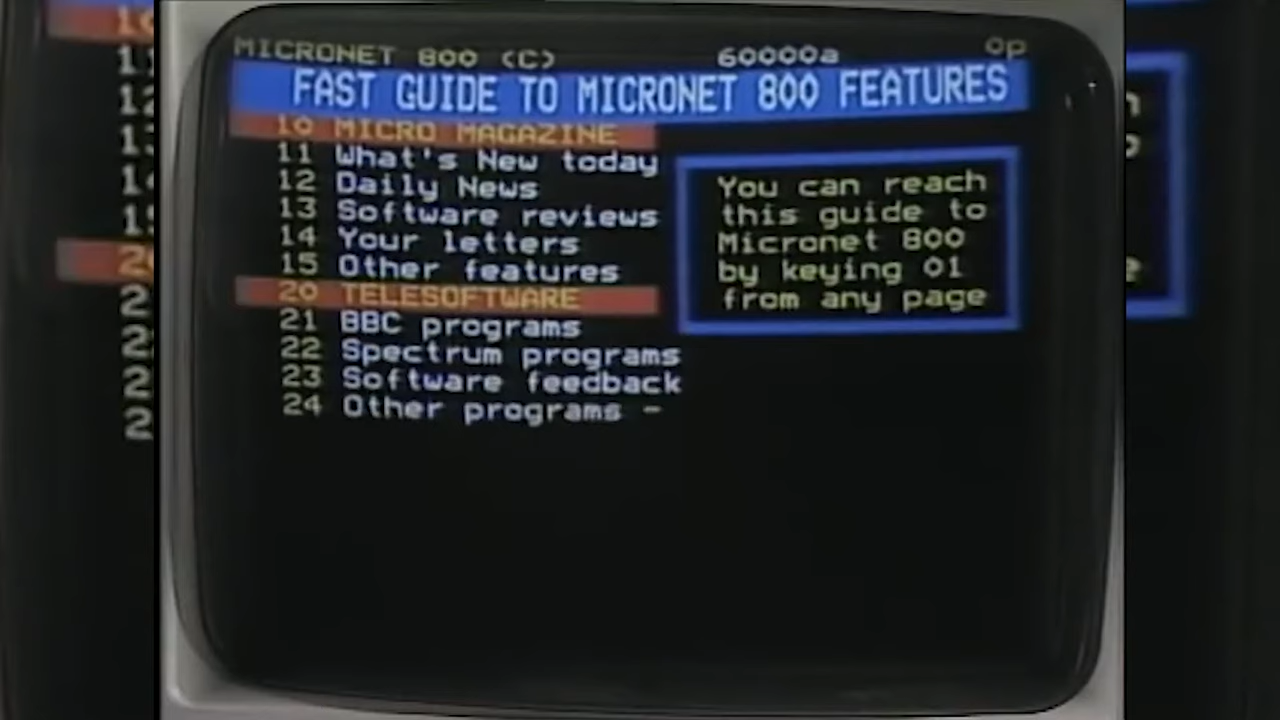 MICRONET 800 (C) 60000a 0p
FAST GUIDE TO MICRONET 800 FEATURES
10 MICRO MAGAZINE
11 What's New today
12 Daily News
13 Software reviews
14 Your letters
15 Other features
20 TELESOFTWARE
21 BBC programs
22 Spectrum programs
23 Software feedback
24 Other programs -
You can reach
this guide to
Micronet 800
by keying 01
from any page